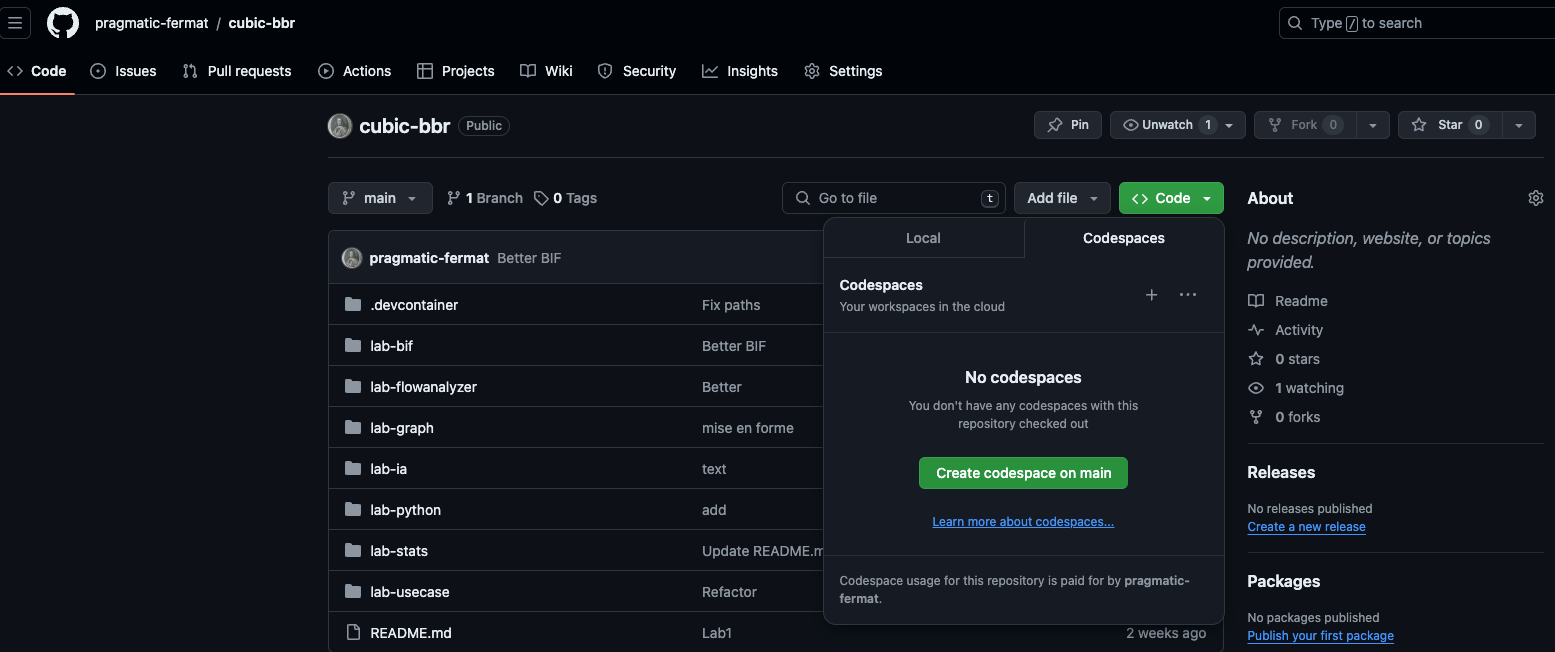 pragmatic-fermat / cubic-bbr
Type / to search
Code
Issues
Pull requests
Actions
Projects
Wiki
Security
Insights
Settings
cubic-bbr Public
Pin
Unwatch 1
Fork 0
Star 0
main
1 Branch
0 Tags
Go to file t
Add file
Code
Local
Codespaces
Codespaces
Your workspaces in the cloud
No codespaces
You don't have any codespaces with this
repository checked out
Create codespace on main
Learn more about codespaces...
Codespace usage for this repository is paid for by pragmatic-
fermat.
pragmatic-fermat Better BIF
.devcontainer Fix paths
lab-bif Better BIF
lab-flowanalyzer Better
lab-graph mise en forme
lab-ia text
lab-python add
lab-stats Update README.m
lab-usecase Refactor
README.md Lab1 2 weeks ago
About
No description, website, or topics
provided.
Readme
Activity
0 stars
1 watching
0 forks
Releases
No releases published
Create a new release
Packages
No packages published
Publish your first package